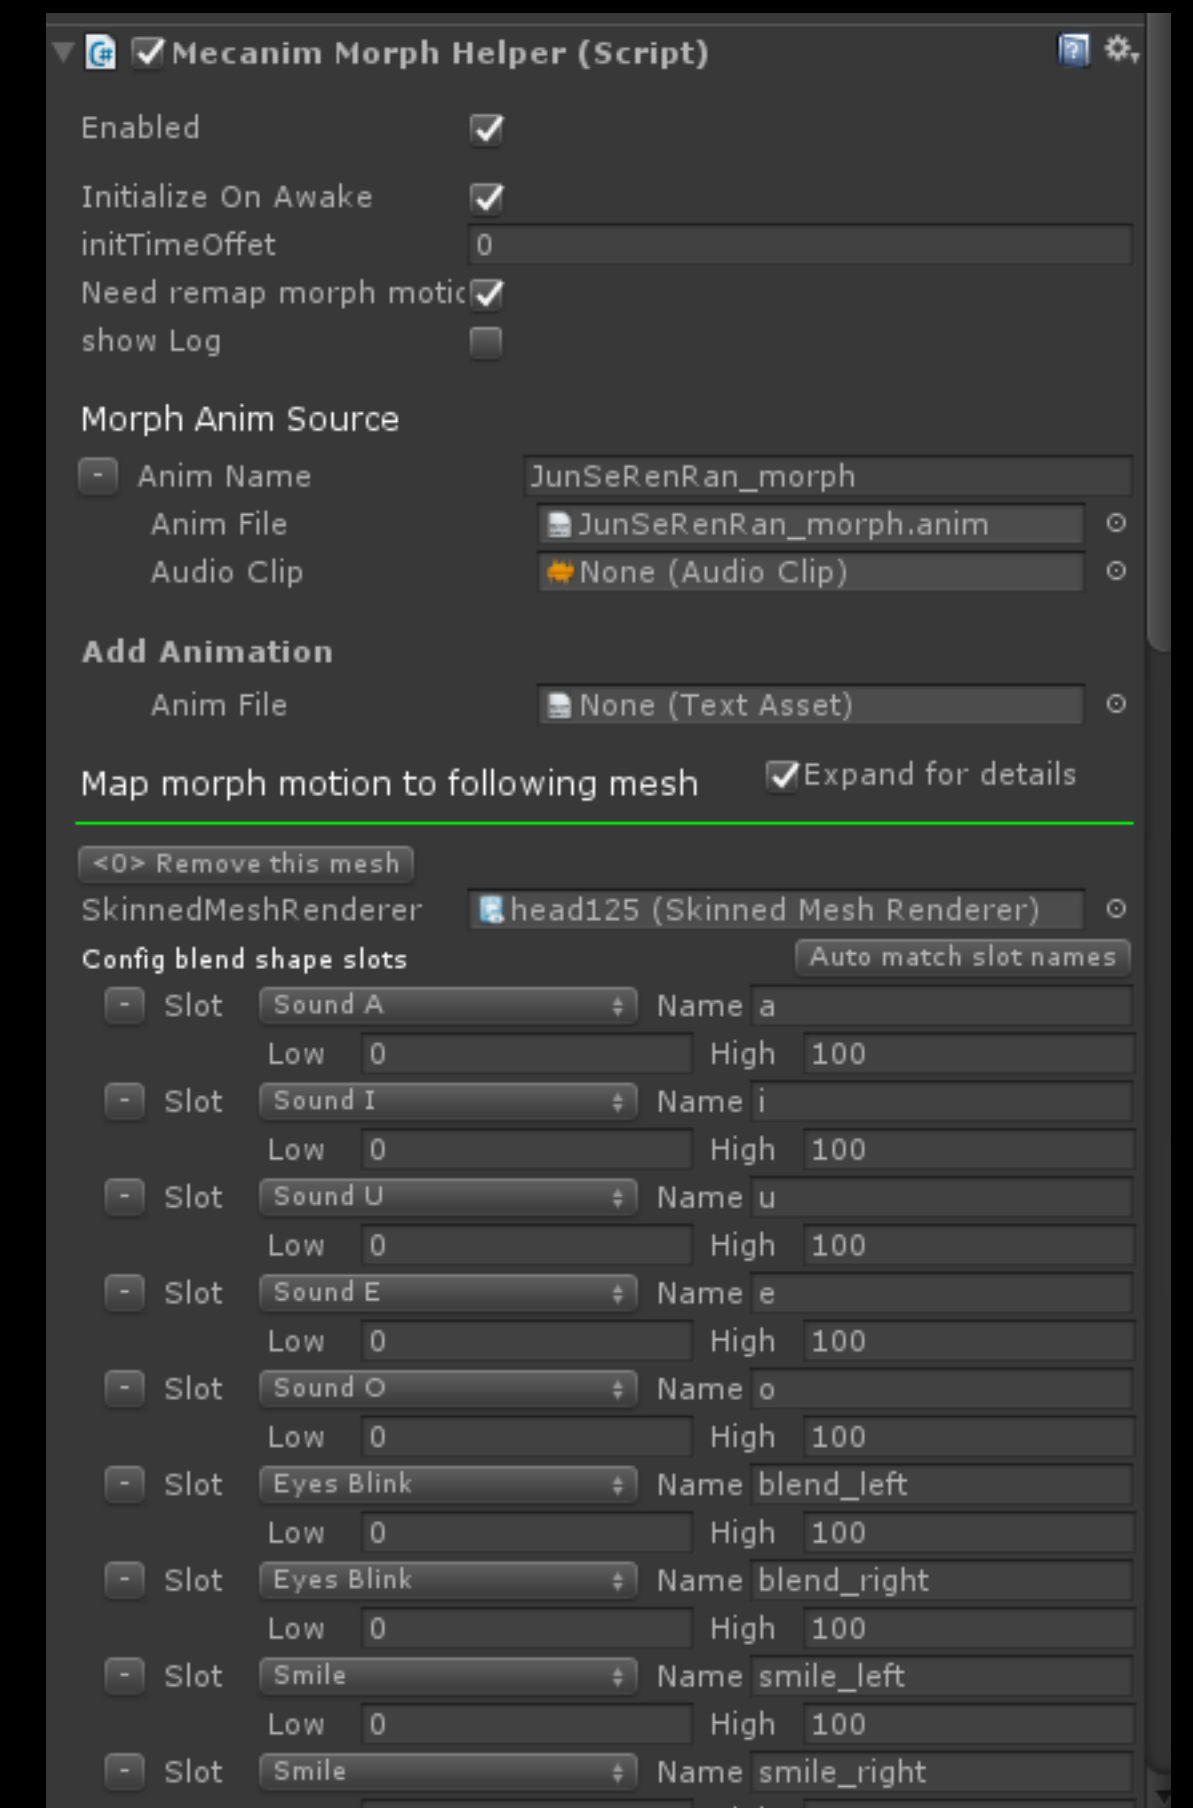 Mecanim Morph Helper (Script)
Enabled
Initialize On Awake
initTimeOffet 0
Need remap morph motic
show Log
Morph Anim Source
- Anim Name JunSeRenRan_morph
Anim File JunSeRenRan_morph.anim
Audio Clip None (Audio Clip)
Add Animation
Anim File None (Text Asset)
Map morph motion to following mesh Expand for details
<0> Remove this mesh
SkinnedMeshRenderer head125 (Skinned Mesh Renderer)
Config blend shape slots Auto match slot names
- Slot Sound A Name a
Low 0 High 100
- Slot Sound I Name i
Low 0 High 100
- Slot Sound U Name u
Low 0 High 100
- Slot Sound E Name e
Low 0 High 100
- Slot Sound O Name o
Low 0 High 100
- Slot Eyes Blink Name blend_left
Low 0 High 100
- Slot Eyes Blink Name blend_right
Low 0 High 100
- Slot Smile Name smile_left
Low 0 High 100
- Slot Smile Name smile_right